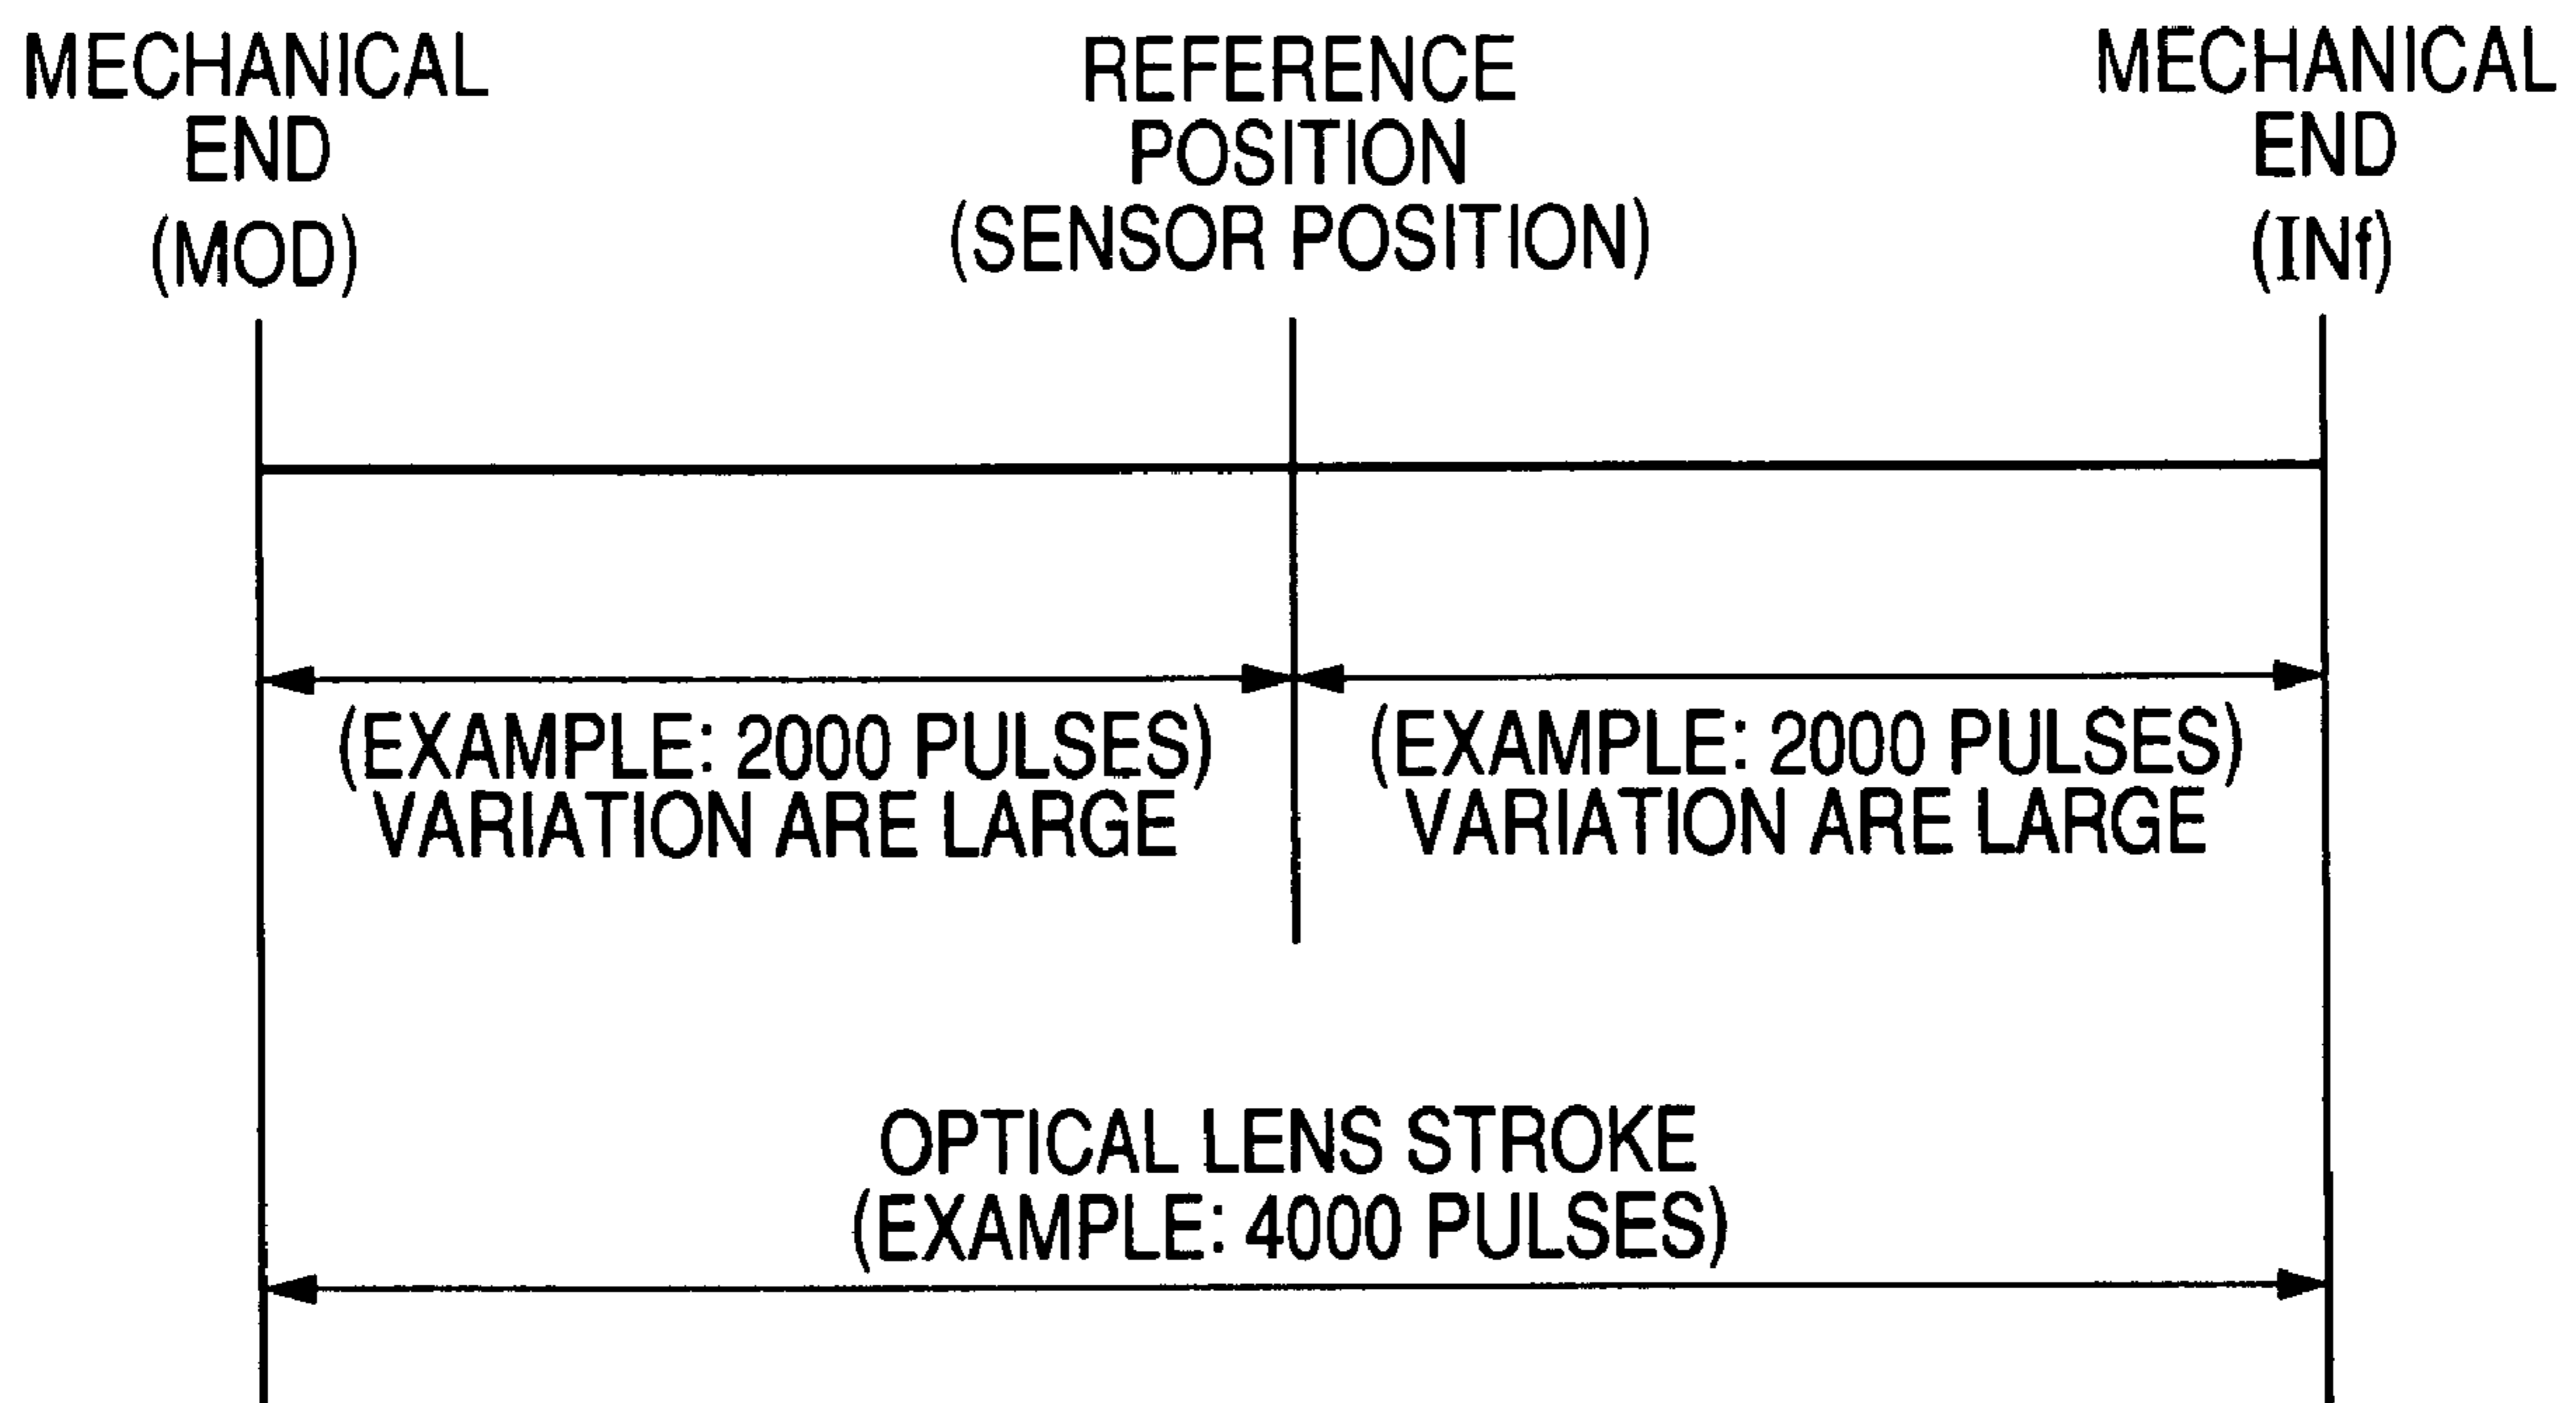 MECHANICAL
END
(MOD)
REFERENCE
POSITION
(SENSOR POSITION)
MECHANICAL
END
(INf)
(EXAMPLE: 2000 PULSES)
VARIATION ARE LARGE
(EXAMPLE: 2000 PULSES)
VARIATION ARE LARGE
OPTICAL LENS STROKE
(EXAMPLE: 4000 PULSES)